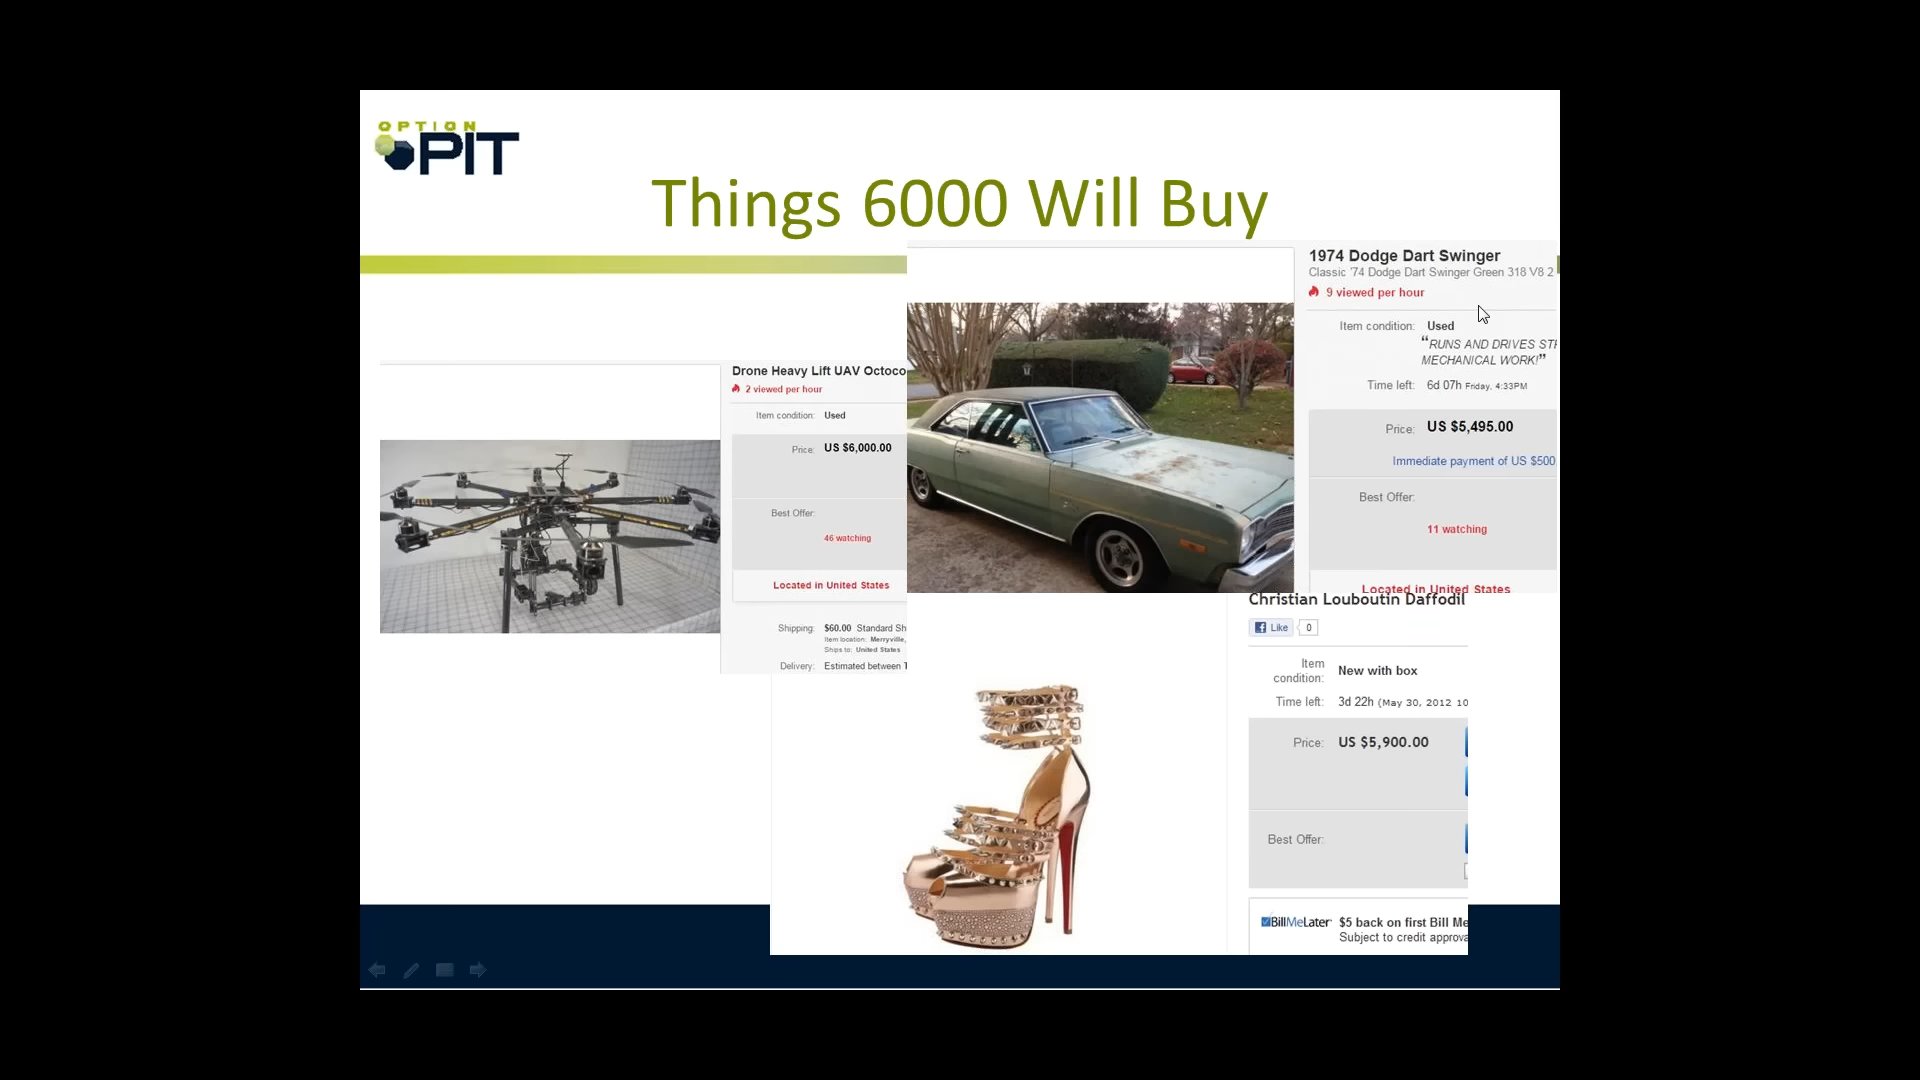 OPTION
PIT
Things 6000 Will Buy
1974 Dodge Dart Swinger
Classic '74 Dodge Dart Swinger Green 318 V8 2
9 viewed per hour
Item condition: Used
“RUNS AND DRIVES STR
MECHANICAL WORK!”
Time left: 6d 07h Friday, 4:33PM
Price: US $5,495.00
Immediate payment of US $500
Best Offer:
11 watching
Located in United States
Drone Heavy Lift UAV Octoco
2 viewed per hour
Item condition: Used
Price: US $6,000.00
Best Offer:
46 watching
Located in United States
Shipping: $60.00 Standard Sh
Item location: Merryville,
Ships to: United States
Delivery: Estimated between T
Christian Louboutin Daffodil
Like 0
Item
condition: New with box
Time left: 3d 22h (May 30, 2012 10
Price: US $5,900.00
Best Offer:
BillMeLater $5 back on first Bill Me
Subject to credit approva